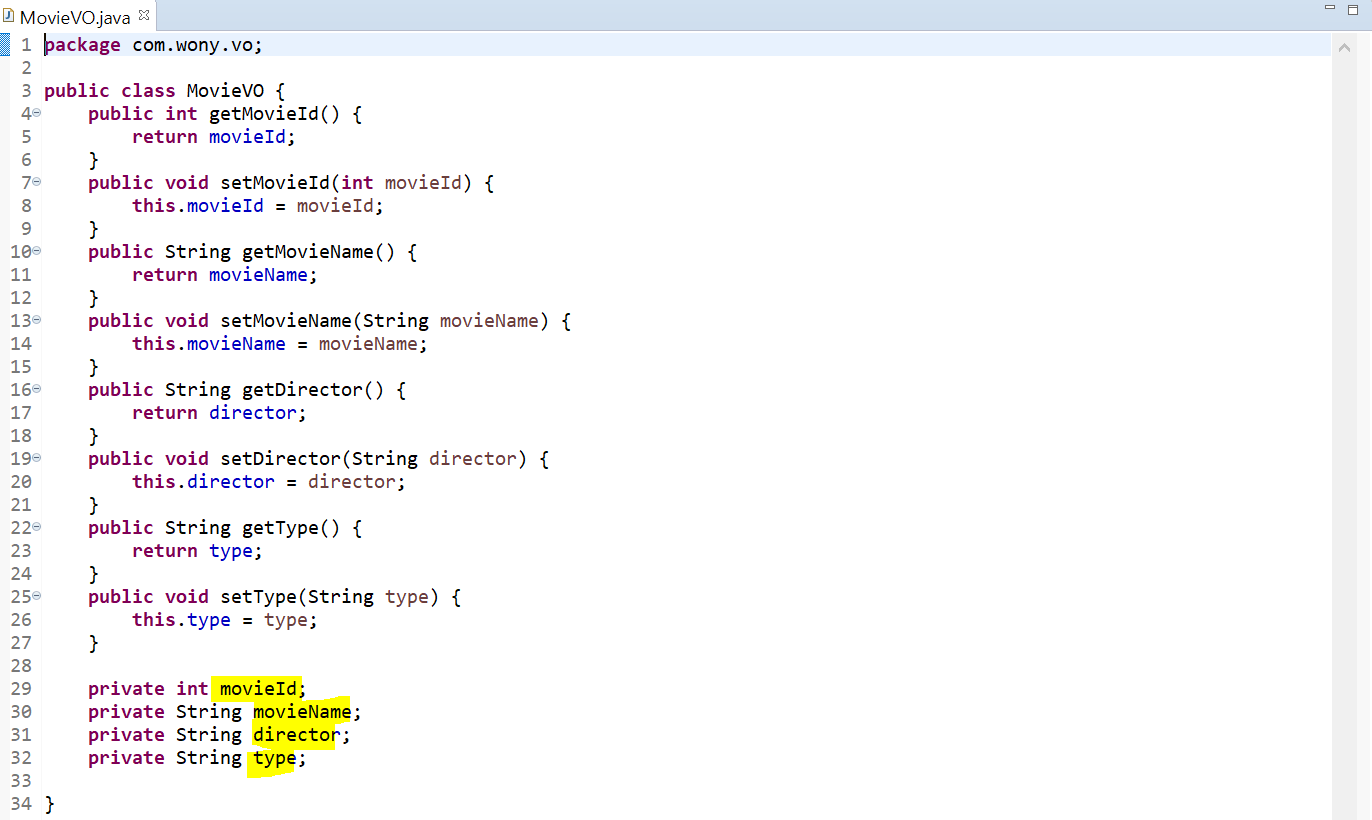 MovieVO.java
1 package com.wony.vo;
2
3 public class MovieVO {
4 public int getMovieId() {
5 return movieId;
6 }
7 public void setMovieId(int movieId) {
8 this.movieId = movieId;
9 }
10 public String getMovieName() {
11 return movieName;
12 }
13 public void setMovieName(String movieName) {
14 this.movieName = movieName;
15 }
16 public String getDirector() {
17 return director;
18 }
19 public void setDirector(String director) {
20 this.director = director;
21 }
22 public String getType() {
23 return type;
24 }
25 public void setType(String type) {
26 this.type = type;
27 }
28
29 private int movieId;
30 private String movieName;
31 private String director;
32 private String type;
33
34 }